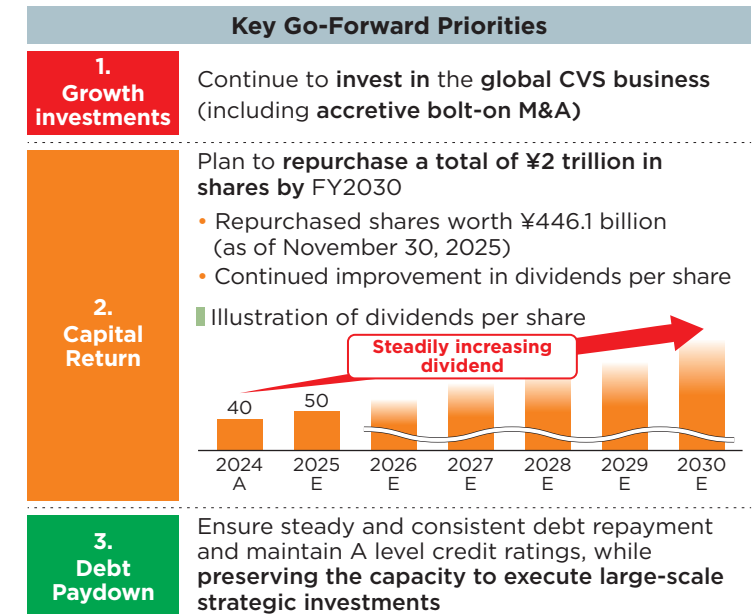 Key Go-Forward Priorities
1.
Growth
investments
Continue to invest in the global CVS business
(including accretive bolt-on M&A)
2.
Capital
Return
Plan to repurchase a total of ¥2 trillion in
shares by FY2030
• Repurchased shares worth ¥446.1 billion
(as of November 30, 2025)
• Continued improvement in dividends per share
Illustration of dividends per share
Steadily increasing
dividend
40 50
2024 2025 2026 2027 2028 2029 2030
A E E E E E E
3.
Debt
Paydown
Ensure steady and consistent debt repayment
and maintain A level credit ratings, while
preserving the capacity to execute large-scale
strategic investments